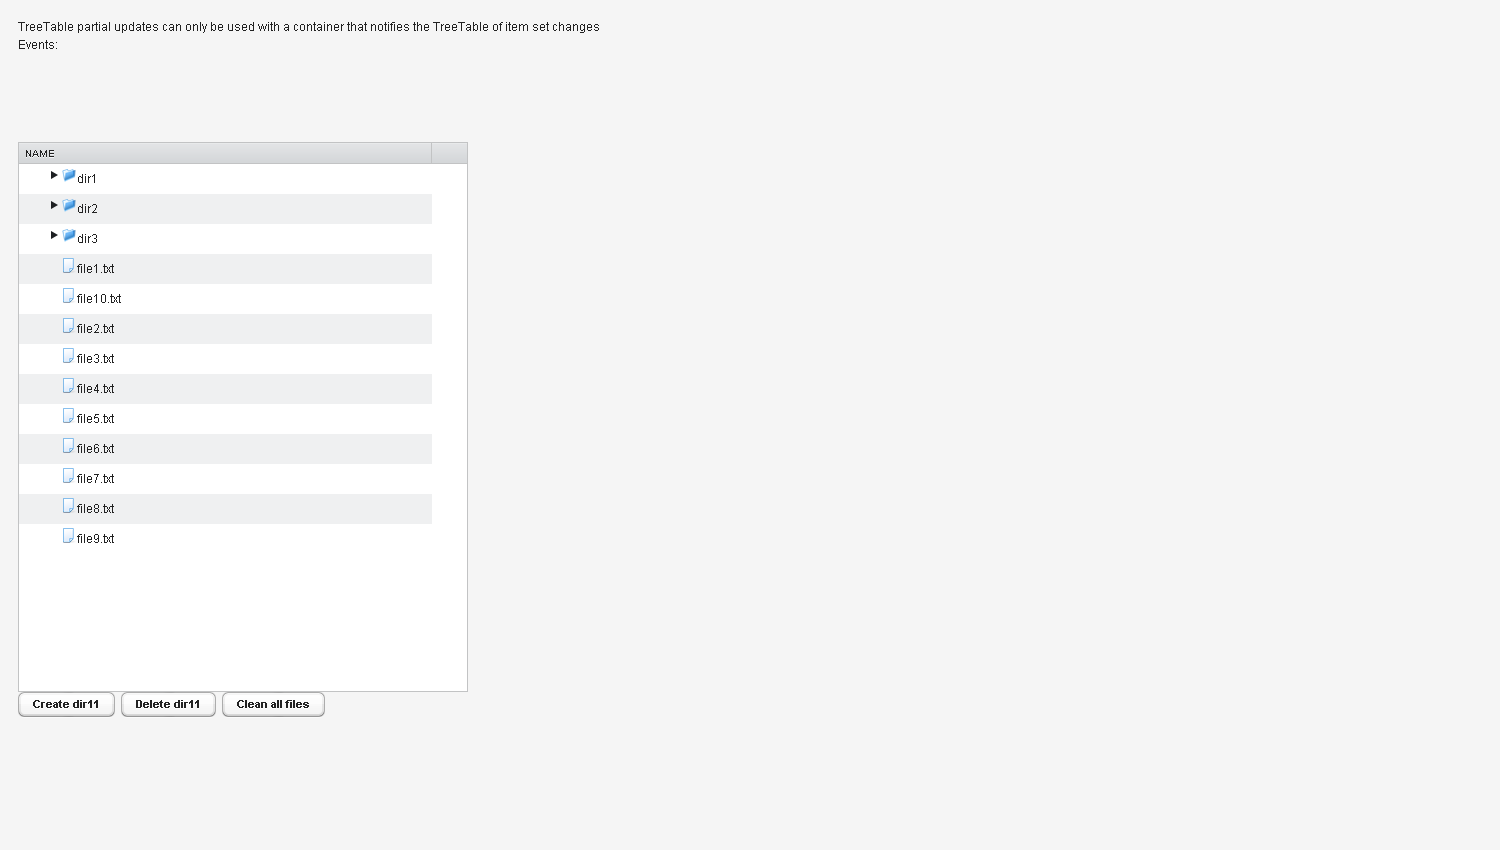 TreeTable partial updates can only be used with a container that notifies the TreeTable of item set changes
Events:
NAME
dir1
dir2
dir3
file1.txt
file10.txt
file2.txt
file3.txt
file4.txt
file5.txt
file6.txt
file7.txt
file8.txt
file9.txt
Create dir11 Delete dir11 Clean all files